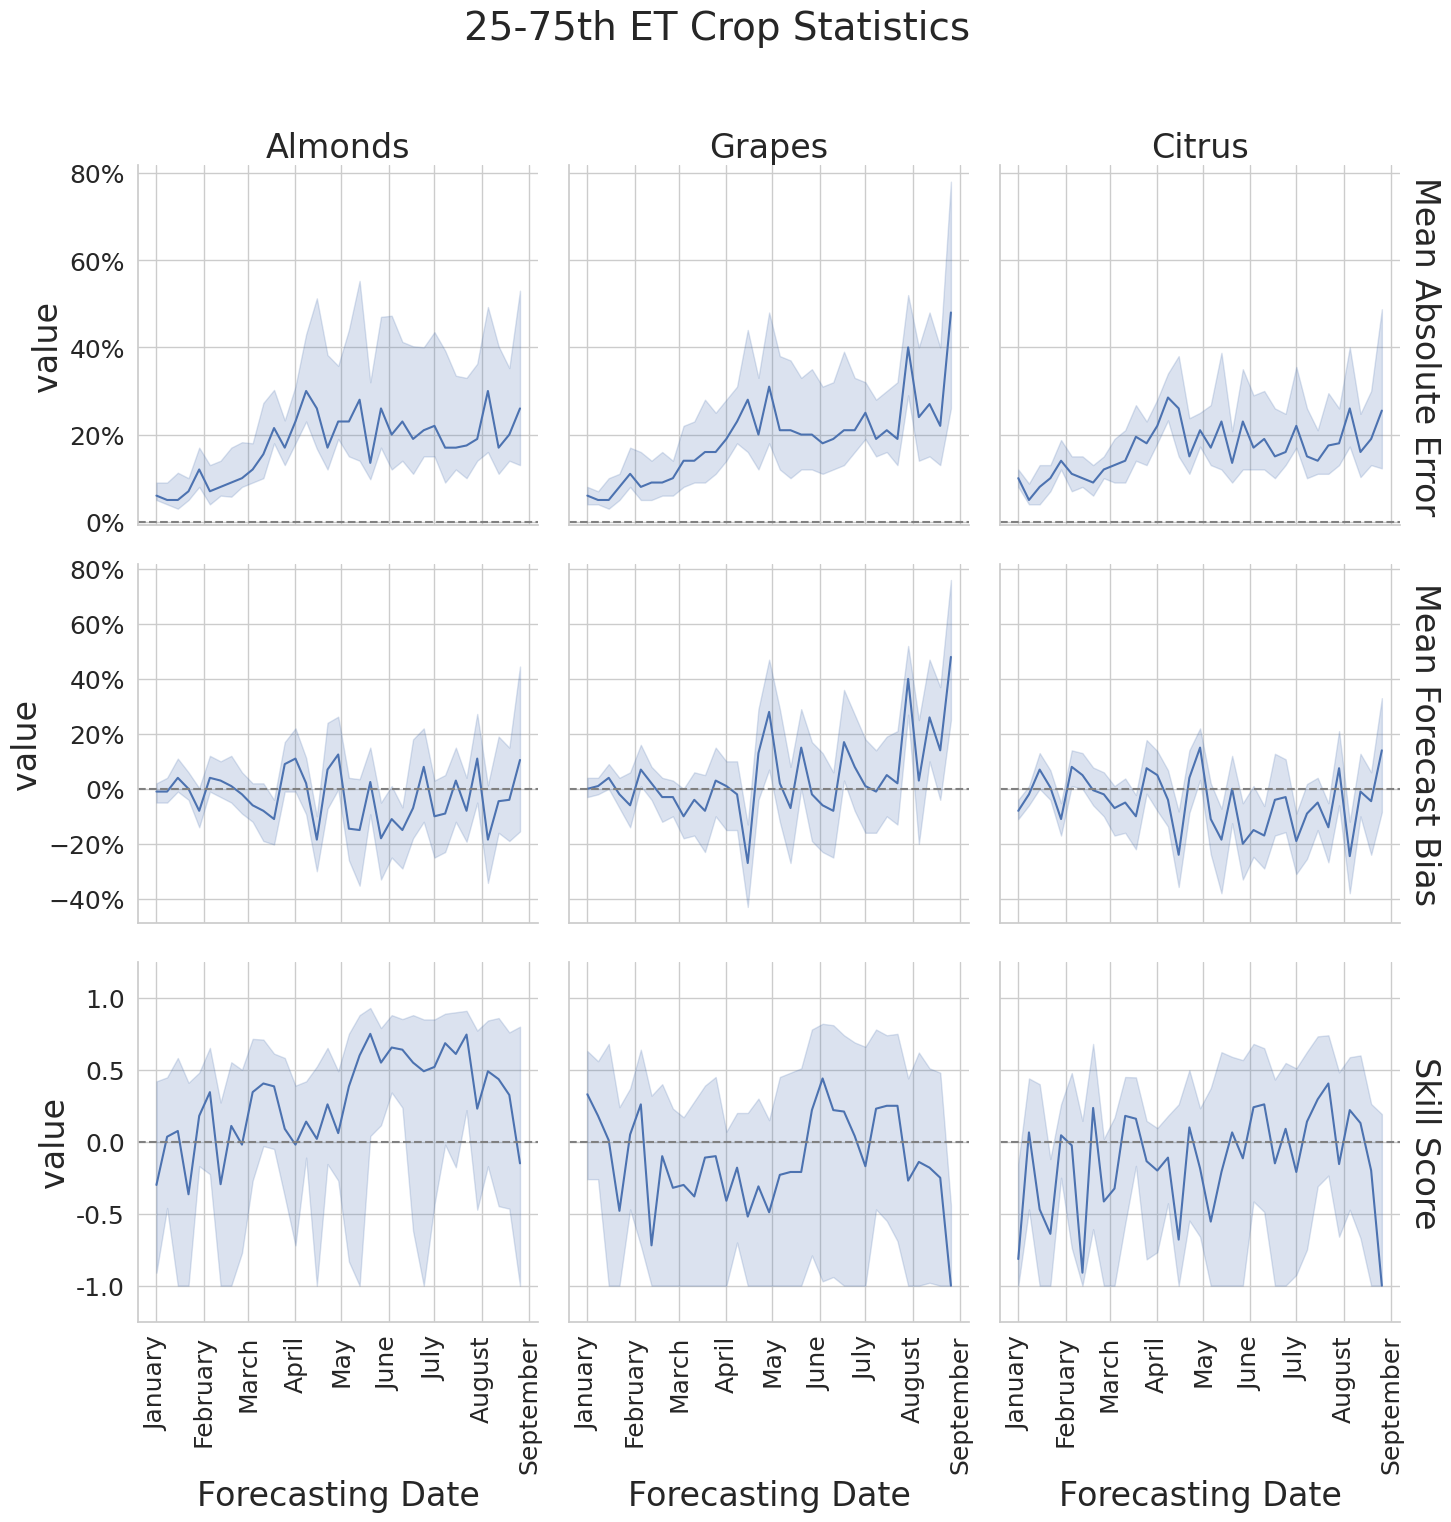 25-75th ET Crop Statistics
Almonds
Grapes
Citrus
80%
60%
40%
20%
0%
value
Mean Absolute Error
80%
60%
40%
20%
0%
−20%
−40%
value
Mean Forecast Bias
1.0
0.5
0.0
-0.5
-1.0
value
Skill Score
January
February
March
April
May
June
July
August
September
January
February
March
April
May
June
July
August
September
January
February
March
April
May
June
July
August
September
Forecasting Date
Forecasting Date
Forecasting Date